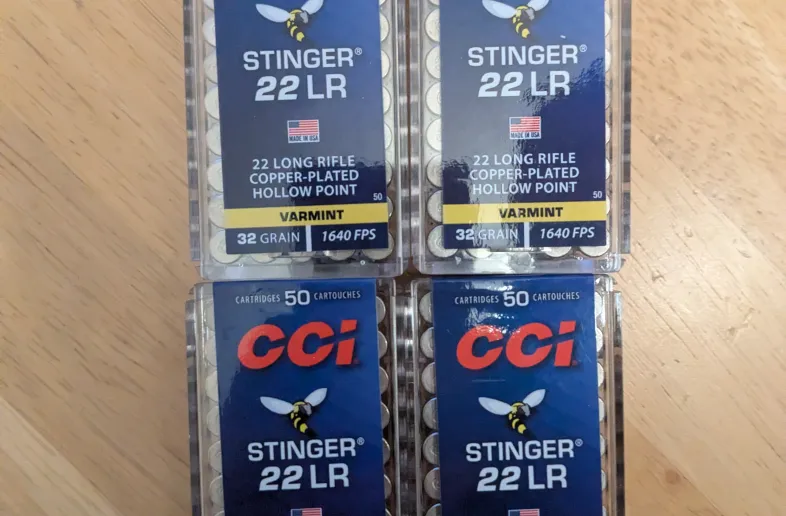 STINGER®
22 LR
MADE IN USA
22 LONG RIFLE
COPPER-PLATED
HOLLOW POINT
50
VARMINT
32 GRAIN 1640 FPS
STINGER®
22 LR
MADE IN USA
22 LONG RIFLE
COPPER-PLATED
HOLLOW POINT
50
VARMINT
32 GRAIN 1640 FPS
CARTRIDGES 50 CARTOUCHES
CCI
STINGER®
22 LR
CARTRIDGES 50 CARTOUCHES
CCI
STINGER®
22 LR